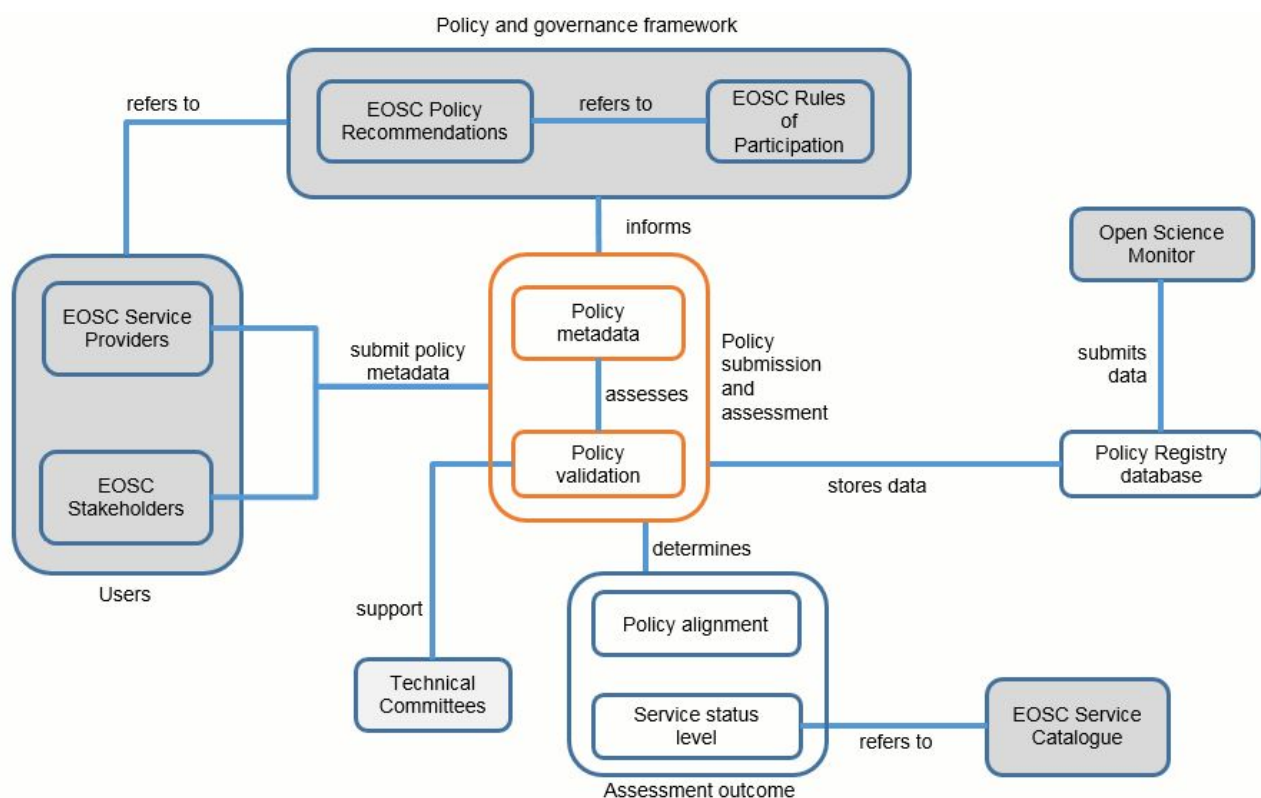 Policy and governance framework
refers to
EOSC Policy
Recommendations
refers to
EOSC Rules
of
Participation
informs
Open Science
Monitor
EOSC Service
Providers
submit policy
metadata
Policy
metadata
Policy
submission
and
assessment
submits
data
assesses
EOSC
Stakeholders
Policy
validation
stores data
Policy Registry
database
Users
determines
support
Policy alignment
Technical
Committees
Service status
level
refers to
EOSC Service
Catalogue
Assessment outcome